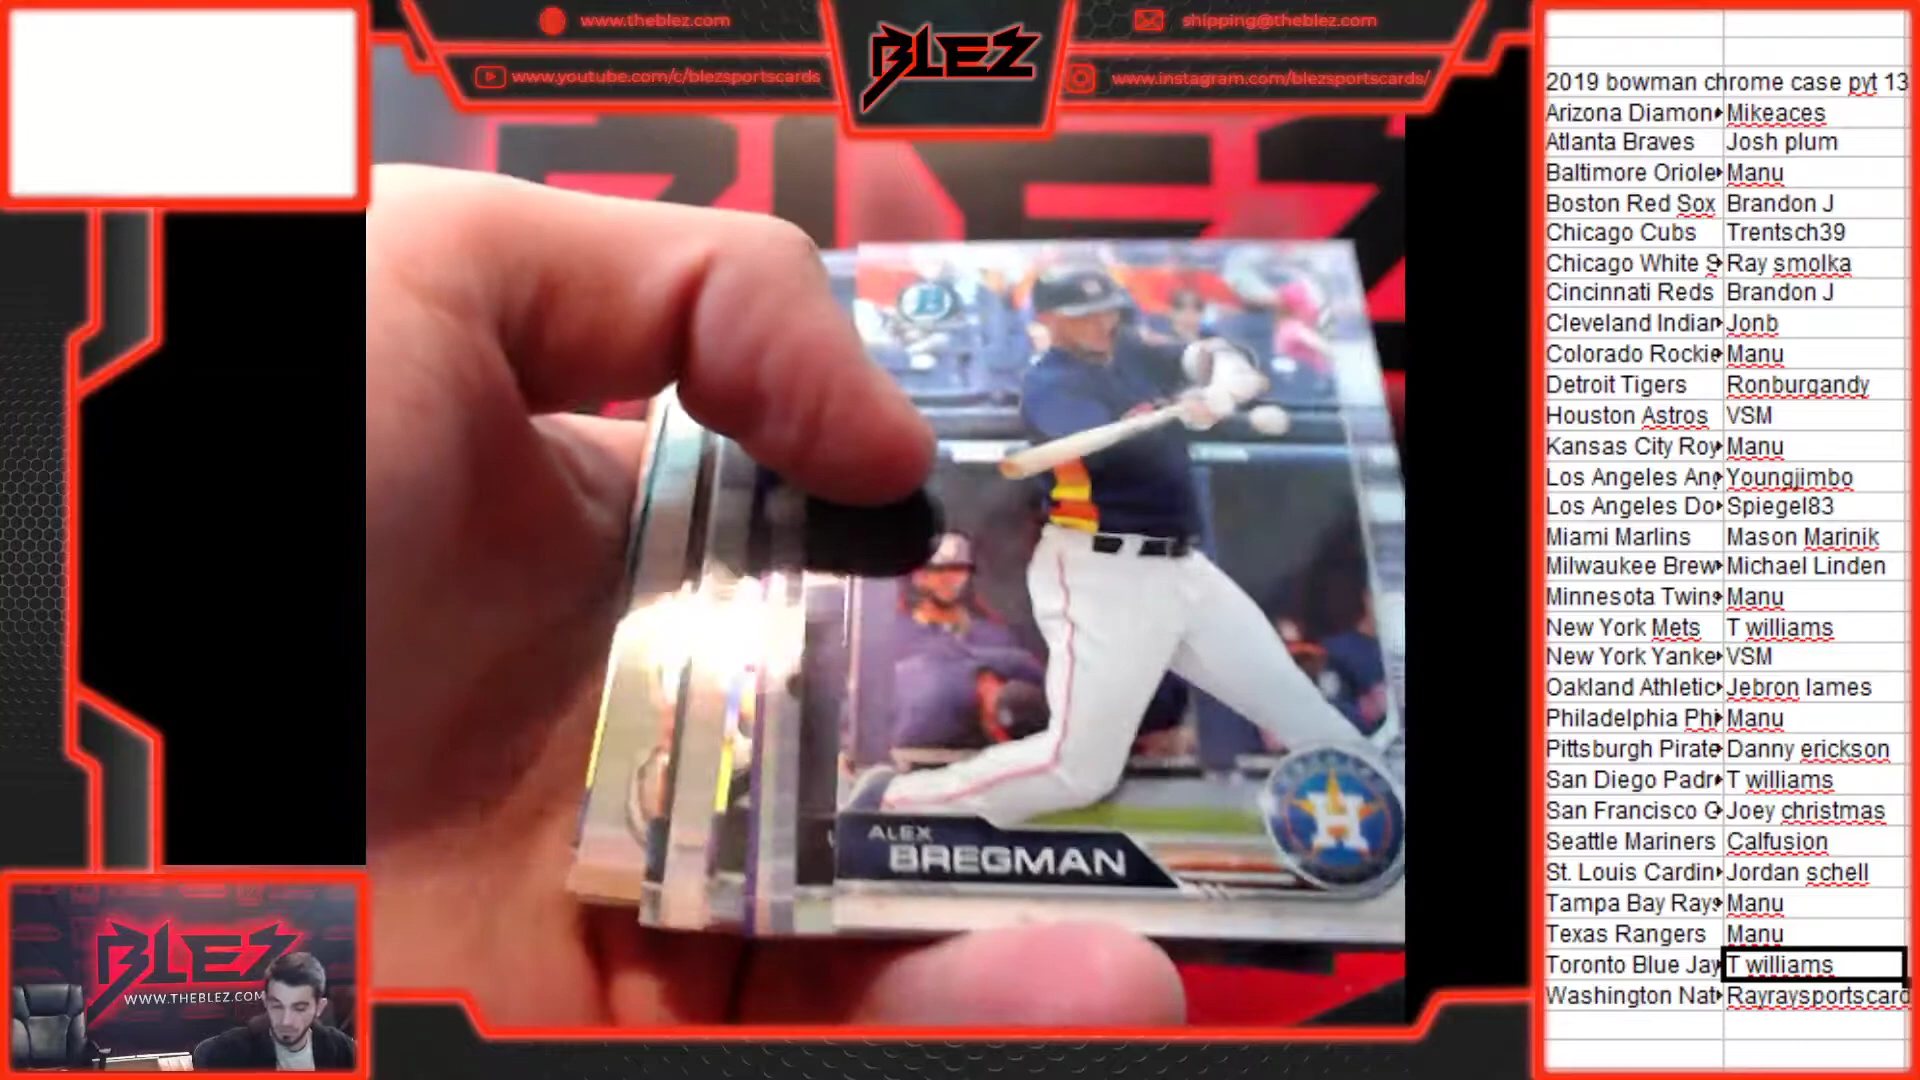 www.theblez.com
BLEZ
shipping@theblez.com
www.youtube.com/c/blezsportscards
www.instagram.com/blezsportscards/
2019 bowman chrome case pyt 13
Arizona Diamon Mikeaces
Atlanta Braves Josh plum
Baltimore Oriole Manu
Boston Red Sox Brandon J
Chicago Cubs Trentsch39
Chicago White S Ray smolka
Cincinnati Reds Brandon J
Cleveland Indian Jonb
Colorado Rockie Manu
Detroit Tigers Ronburgandy
Houston Astros VSM
Kansas City Roy Manu
Los Angeles Ang Youngjimbo
Los Angeles Do Spiegel83
Miami Marlins Mason Marinik
Milwaukee Brew Michael Linden
Minnesota Twins Manu
New York Mets T williams
New York Yanke VSM
Oakland Athletic Jebron lames
Philadelphia Phi Manu
Pittsburgh Pirate Danny erickson
San Diego Padr T williams
San Francisco G Joey christmas
Seattle Mariners Calfusion
St. Louis Cardin Jordan schell
Tampa Bay Rays Manu
Texas Rangers Manu
Toronto Blue Jay T williams
Washington Nat Rayraysportscard
B
H
ALEX
BREGMAN
BLEZ
WWW.THEBLEZ.COM